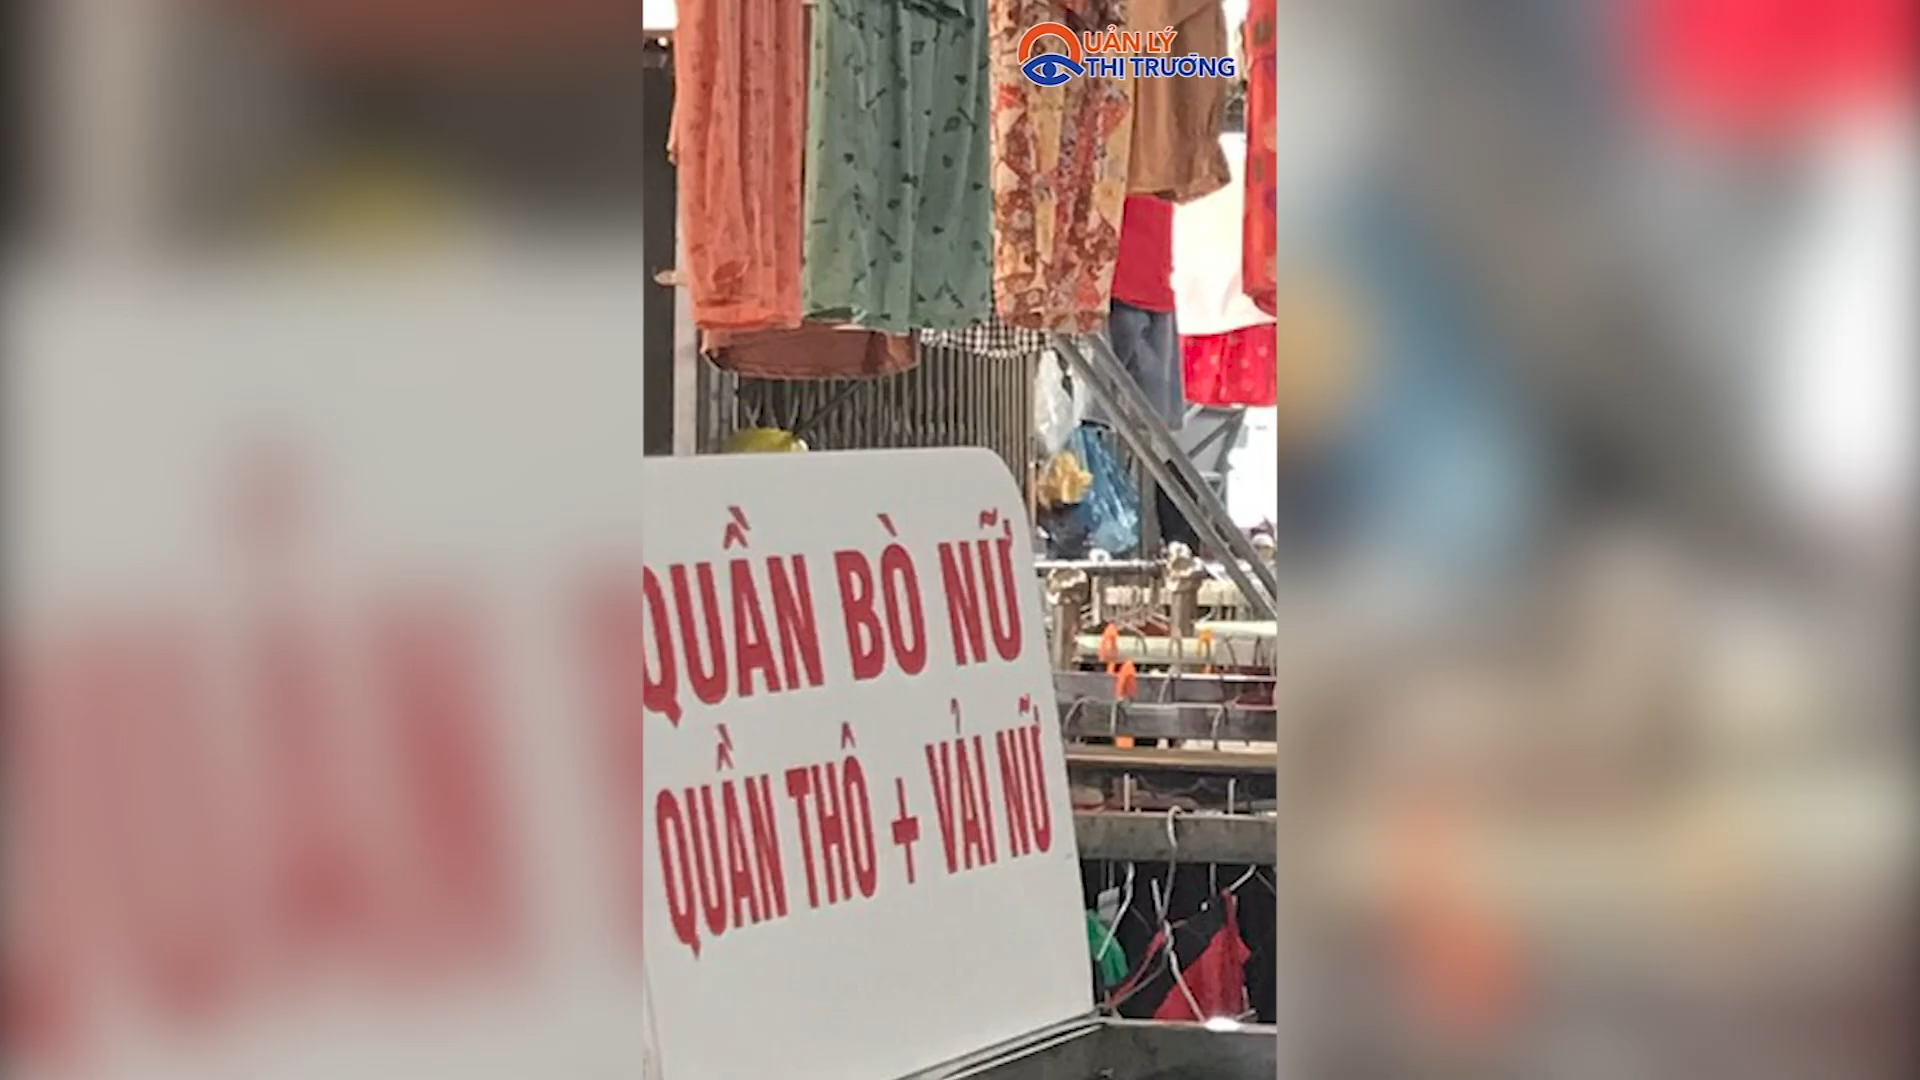 QUẢN LÝ
THỊ TRƯỜNG
QUẦN BÒ NỮ
QUẦN THÔ + VẢI NỮ